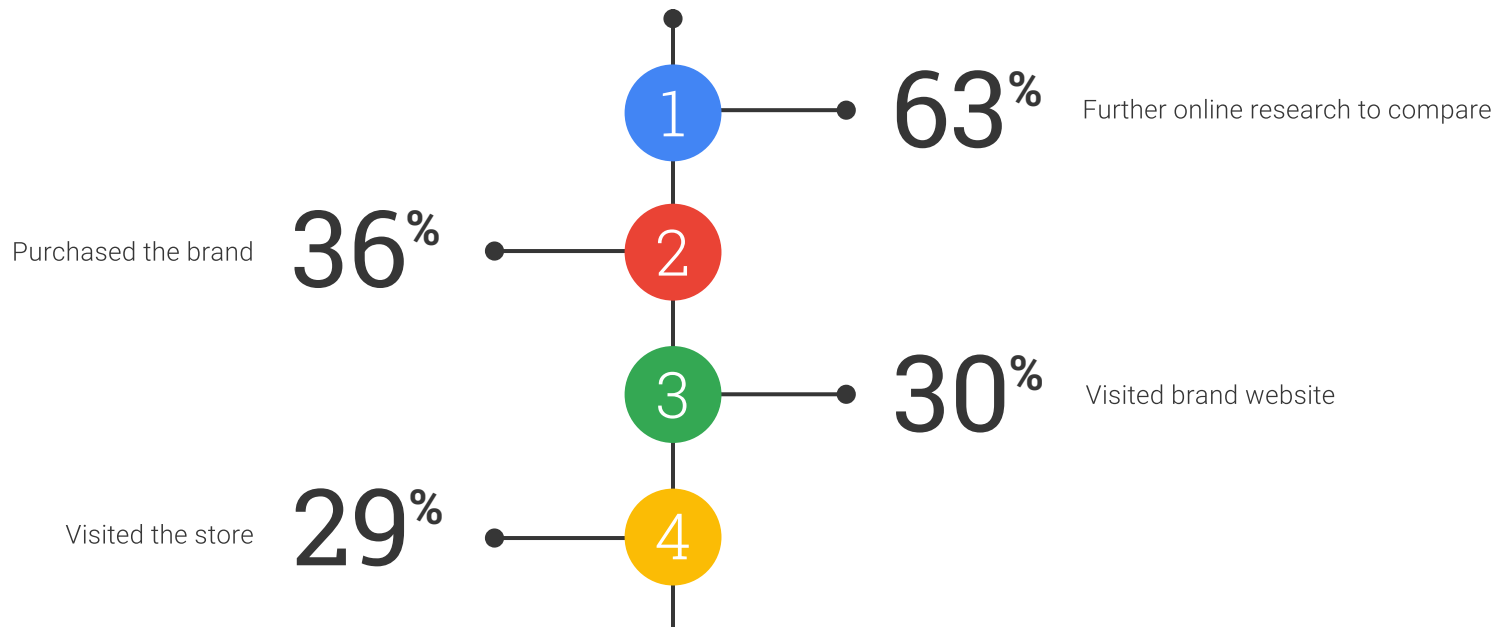 1
63%
Further online research to compare
Purchased the brand
36%
2
3
30%
Visited brand website
Visited the store
29%
4